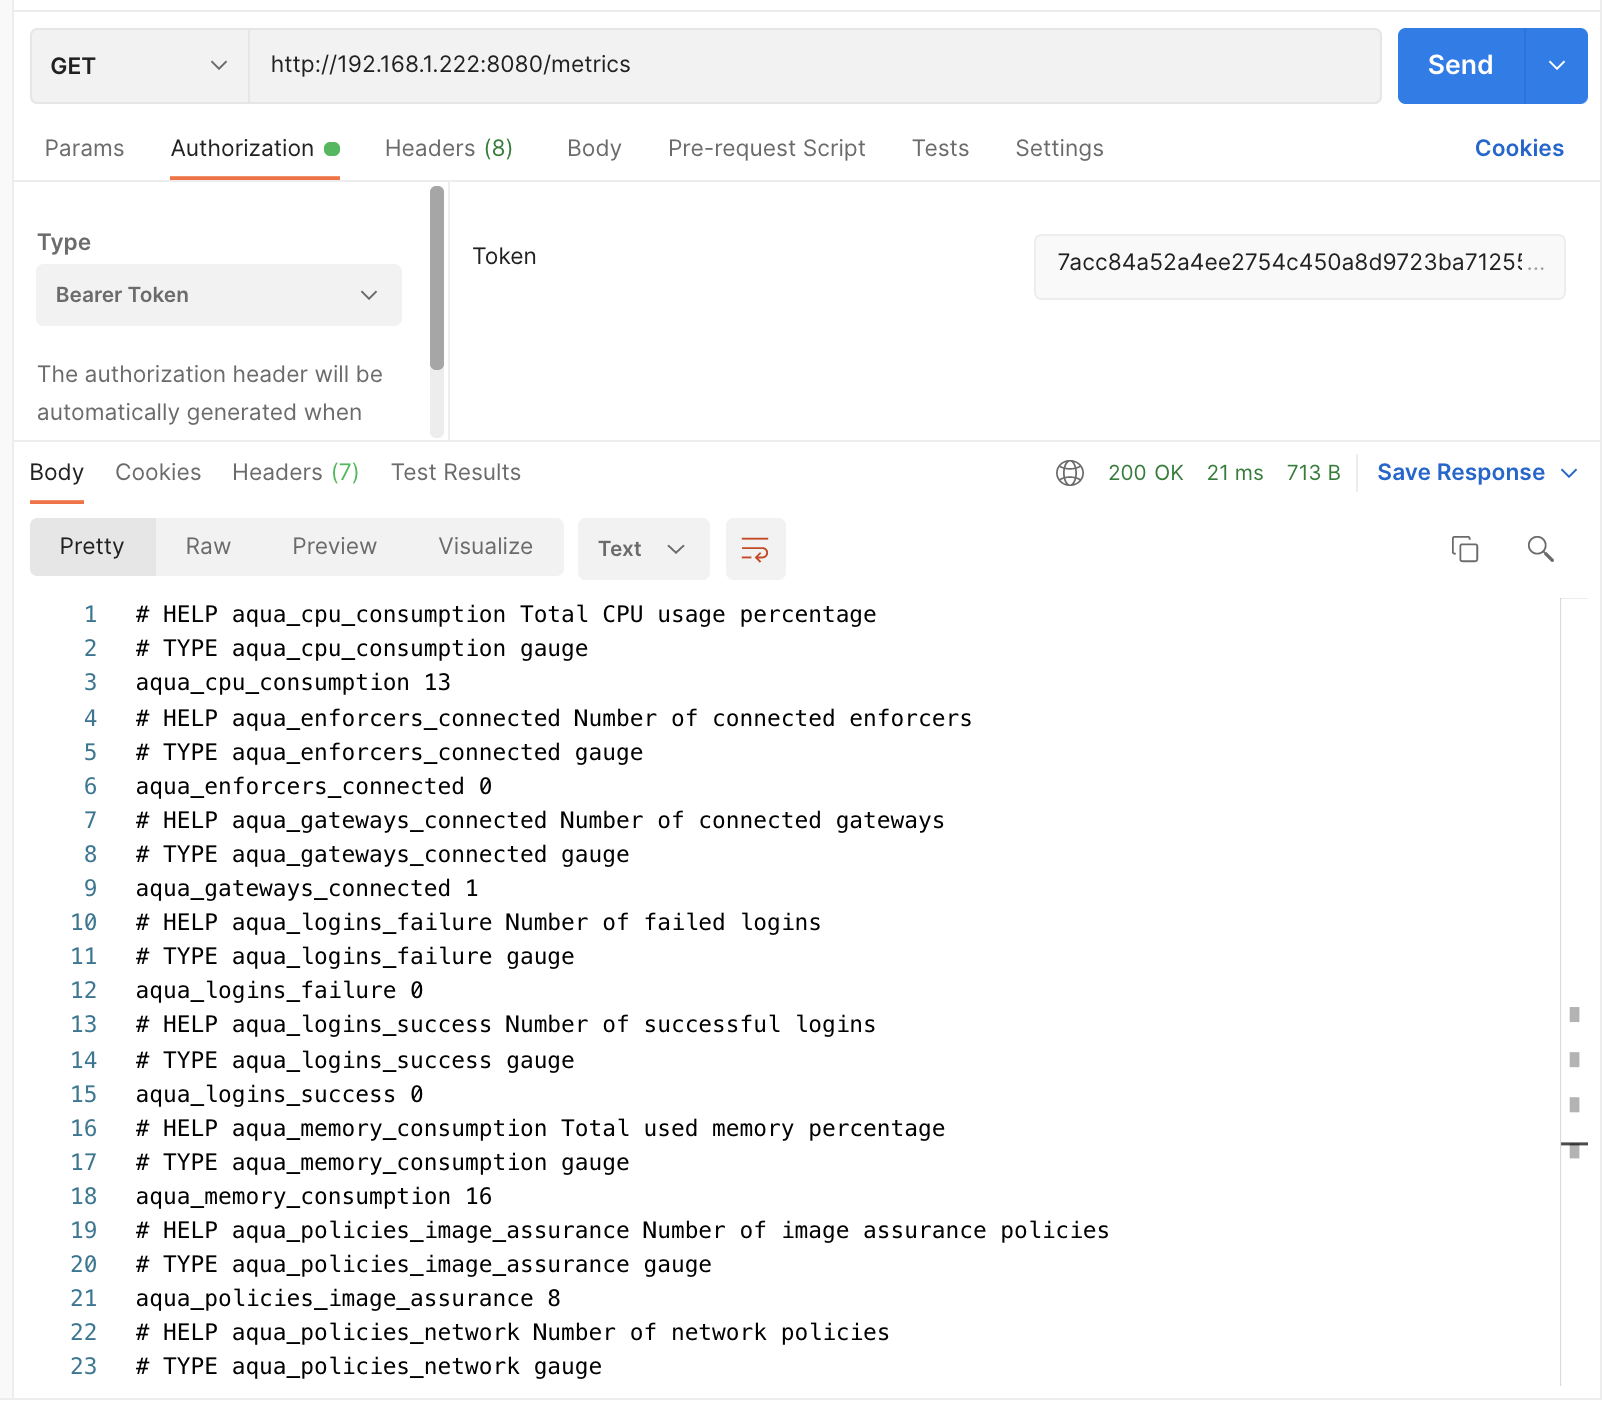 GET http://192.168.1.222:8080/metrics Send
Params Authorization Headers (8) Body Pre-request Script Tests Settings Cookies
Type
Bearer Token
The authorization header will be
automatically generated when
Token 7acc84a52a4ee2754c450a8d9723ba71255...
Body Cookies Headers (7) Test Results 200 OK 21 ms 713 B Save Response
Pretty Raw Preview Visualize Text
1 # HELP aqua_cpu_consumption Total CPU usage percentage
2 # TYPE aqua_cpu_consumption gauge
3 aqua_cpu_consumption 13
4 # HELP aqua_enforcers_connected Number of connected enforcers
5 # TYPE aqua_enforcers_connected gauge
6 aqua_enforcers_connected 0
7 # HELP aqua_gateways_connected Number of connected gateways
8 # TYPE aqua_gateways_connected gauge
9 aqua_gateways_connected 1
10 # HELP aqua_logins_failure Number of failed logins
11 # TYPE aqua_logins_failure gauge
12 aqua_logins_failure 0
13 # HELP aqua_logins_success Number of successful logins
14 # TYPE aqua_logins_success gauge
15 aqua_logins_success 0
16 # HELP aqua_memory_consumption Total used memory percentage
17 # TYPE aqua_memory_consumption gauge
18 aqua_memory_consumption 16
19 # HELP aqua_policies_image_assurance Number of image assurance policies
20 # TYPE aqua_policies_image_assurance gauge
21 aqua_policies_image_assurance 8
22 # HELP aqua_policies_network Number of network policies
23 # TYPE aqua_policies_network gauge